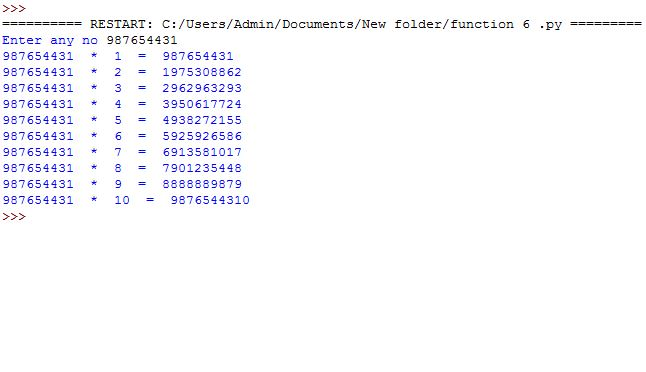 >>>
========== RESTART: C:/Users/Admin/Documents/New folder/function 6 .py =========
Enter any no 987654431
987654431  *  1  =  987654431
987654431  *  2  =  1975308862
987654431  *  3  =  2962963293
987654431  *  4  =  3950617724
987654431  *  5  =  4938272155
987654431  *  6  =  5925926586
987654431  *  7  =  6913581017
987654431  *  8  =  7901235448
987654431  *  9  =  8888889879
987654431  *  10  =  9876544310
>>>